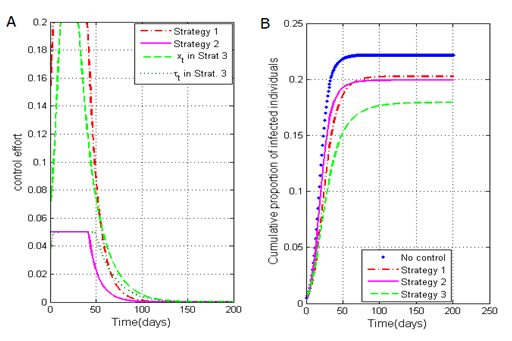 A
0.2
0.18
0.16
0.14
0.12
0.1
0.08
0.06
0.04
0.02
0
control effort
0
50
100
150
200
Time(days)
Strategy 1
Strategy 2
xt in Strat 3
τt in Strat. 3
B
0.25
0.2
0.15
0.1
0.05
0
Cumulative proportion of infected individuals
0
50
100
150
200
250
Time(days)
No control
Strategy 1
Strategy 2
Strategy 3